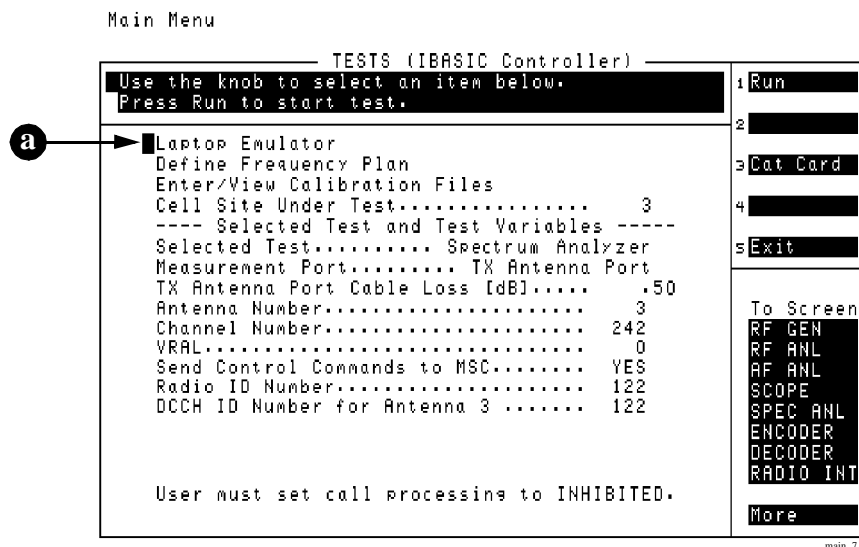 Main Menu
TESTS (IBASIC Controller)
Use the knob to select an item below.
Press Run to start test.
a
Laptop Emulator
Define Frequency Plan
Enter/View Calibration Files
Cell Site Under Test................ 3
---- Selected Test and Test Variables -----
Selected Test.......... Spectrum Analyzer
Measurement Port......... TX Antenna Port
TX Antenna Port Cable Loss [dB]..... .50
Antenna Number...................... 3
Channel Number...................... 242
VRAL................................ 0
Send Control Commands to MSC........ YES
Radio ID Number..................... 122
DCCH ID Number for Antenna 3 ....... 122
User must set call processing to INHIBITED.
1 Run
2
3 Cat Card
4
5 Exit
To Screen
RF GEN
RF ANL
AF ANL
SCOPE
SPEC ANL
ENCODER
DECODER
RADIO INT
More
main_7